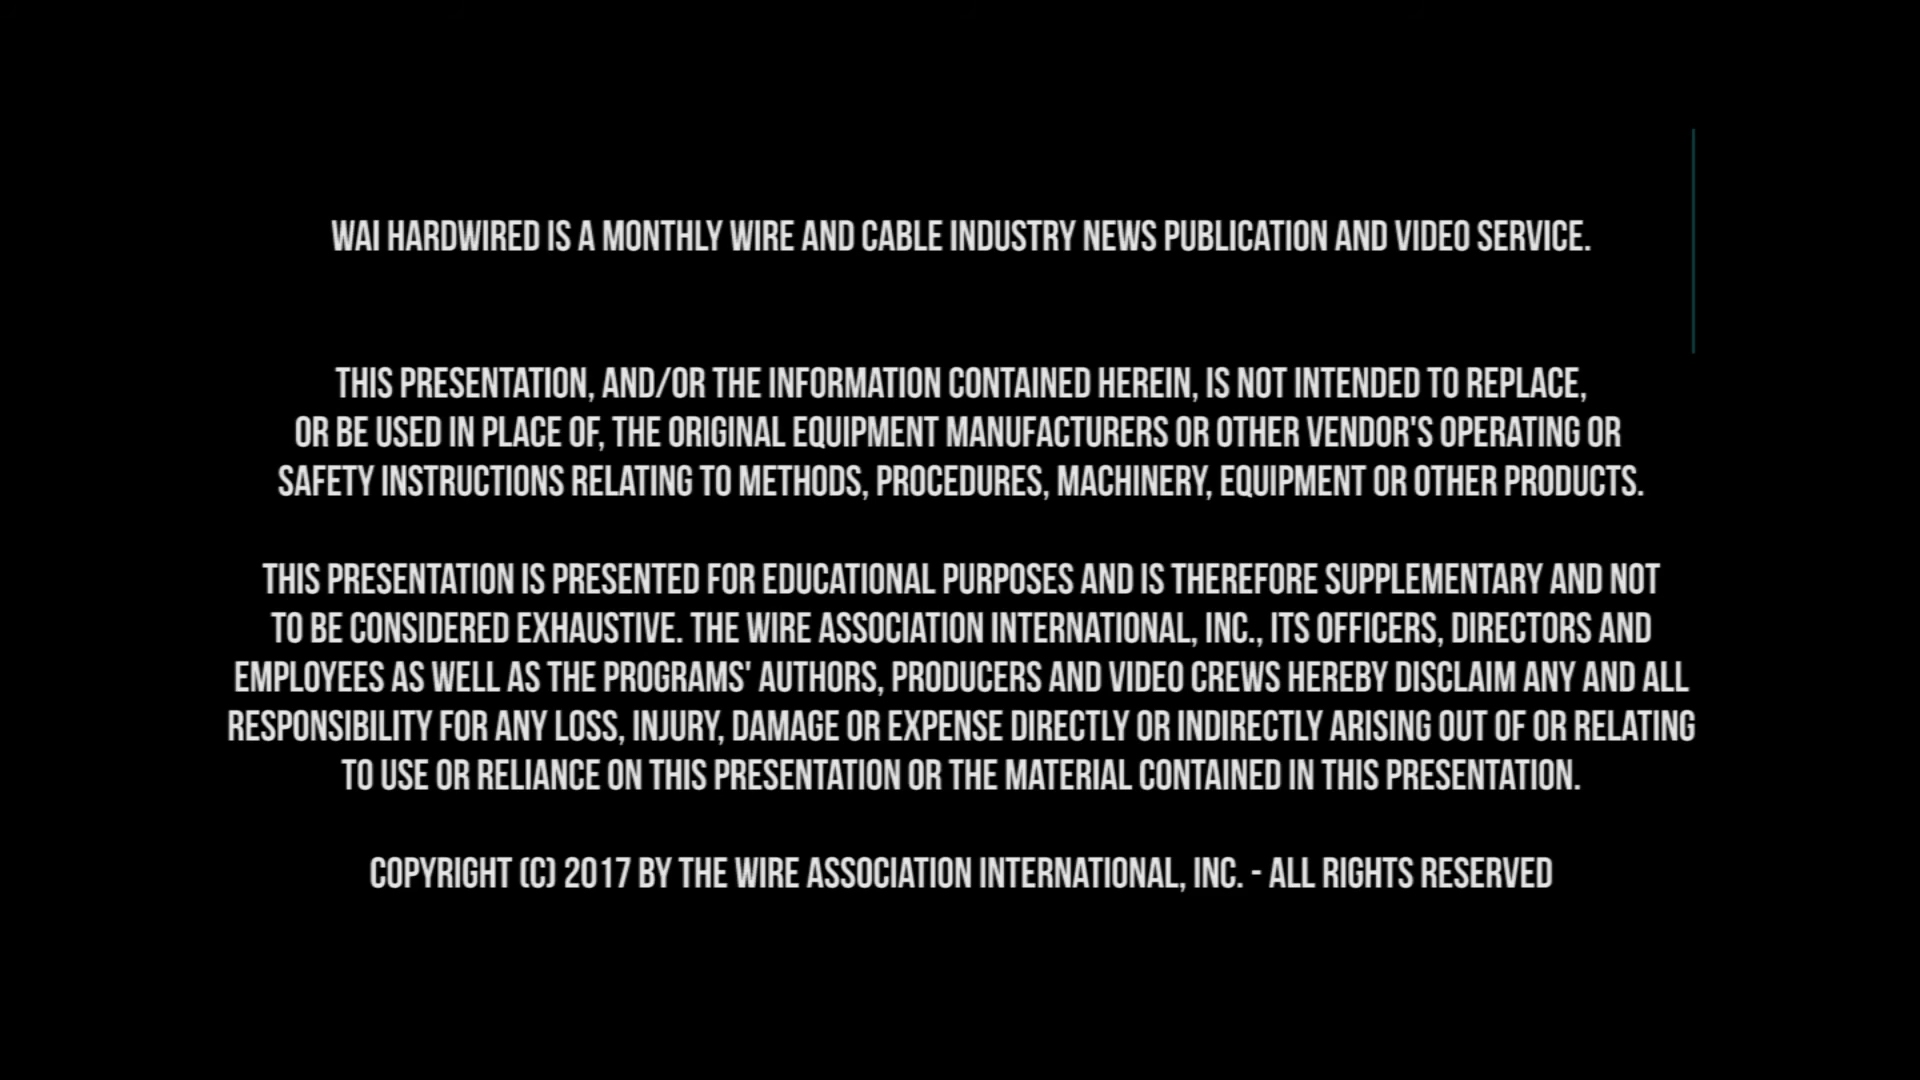 WAI HARDWIRED IS A MONTHLY WIRE AND CABLE INDUSTRY NEWS PUBLICATION AND VIDEO SERVICE.
THIS PRESENTATION, AND/OR THE INFORMATION CONTAINED HEREIN, IS NOT INTENDED TO REPLACE,
OR BE USED IN PLACE OF, THE ORIGINAL EQUIPMENT MANUFACTURERS OR OTHER VENDOR'S OPERATING OR
SAFETY INSTRUCTIONS RELATING TO METHODS, PROCEDURES, MACHINERY, EQUIPMENT OR OTHER PRODUCTS.
THIS PRESENTATION IS PRESENTED FOR EDUCATIONAL PURPOSES AND IS THEREFORE SUPPLEMENTARY AND NOT
TO BE CONSIDERED EXHAUSTIVE. THE WIRE ASSOCIATION INTERNATIONAL, INC., ITS OFFICERS, DIRECTORS AND
EMPLOYEES AS WELL AS THE PROGRAMS' AUTHORS, PRODUCERS AND VIDEO CREWS HEREBY DISCLAIM ANY AND ALL
RESPONSIBILITY FOR ANY LOSS, INJURY, DAMAGE OR EXPENSE DIRECTLY OR INDIRECTLY ARISING OUT OF OR RELATING
TO USE OR RELIANCE ON THIS PRESENTATION OR THE MATERIAL CONTAINED IN THIS PRESENTATION.
COPYRIGHT (C) 2017 BY THE WIRE ASSOCIATION INTERNATIONAL, INC. - ALL RIGHTS RESERVED